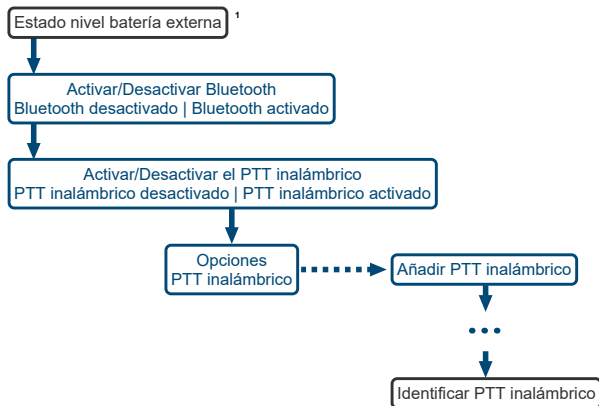 Estado nivel batería externa ¹
Activar/Desactivar Bluetooth
Bluetooth desactivado | Bluetooth activado
Activar/Desactivar el PTT inalámbrico
PTT inalámbrico desactivado | PTT inalámbrico activado
Opciones
PTT inalámbrico
Añadir PTT inalámbrico
...
Identificar PTT inalámbrico